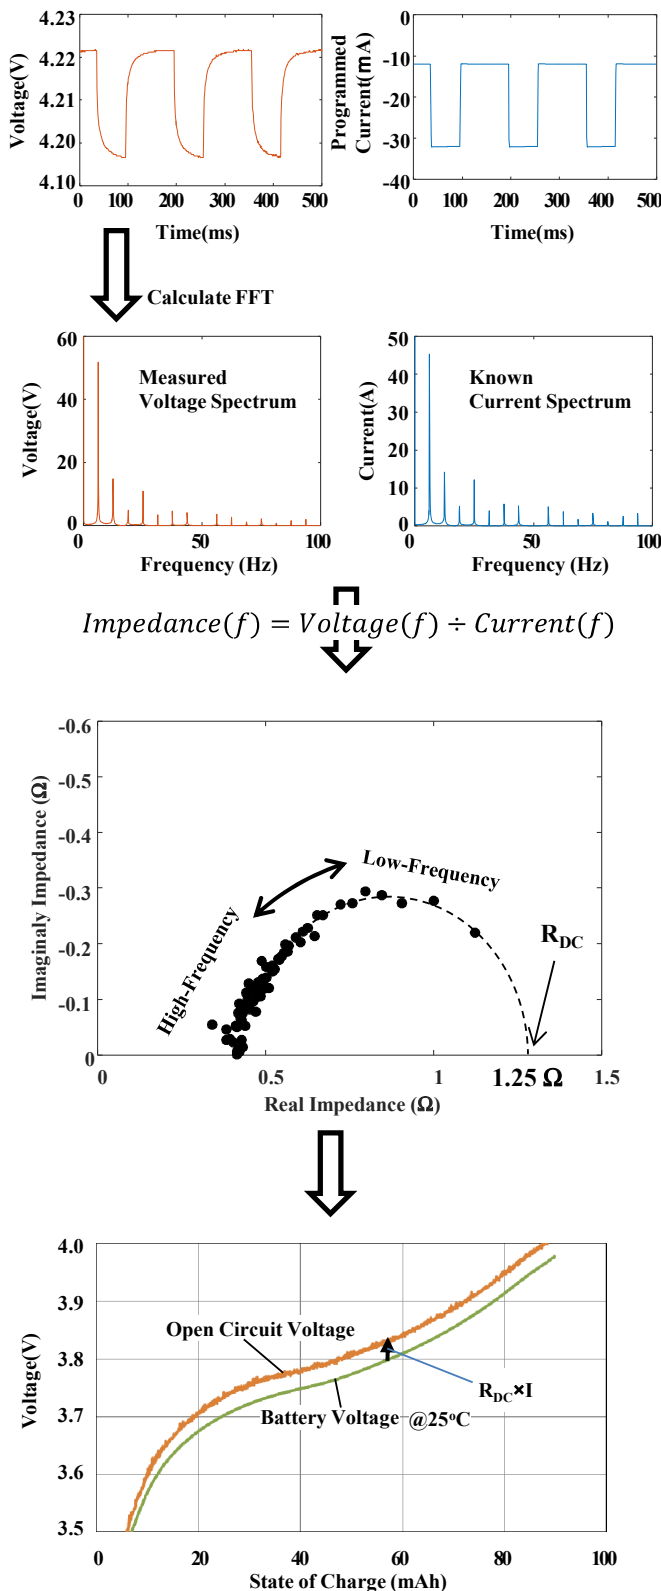 4.23
4.22
4.21
4.20
4.10
Voltage(V)
0 100 200 300 400 500
Time(ms)
0
-10
-20
-30
-40
Programmed
Current(mA)
0 100 200 300 400 500
Time(ms)
Calculate FFT
60
40
20
0
Voltage(V)
Measured
Voltage Spectrum
0 50 100
Frequency (Hz)
50
40
30
20
10
0
Current(A)
Known
Current Spectrum
0 50 100
Frequency (Hz)
Impedance(f) = Voltage(f) ÷ Current(f)
-0.6
-0.5
-0.4
-0.3
-0.2
-0.1
0
Imaginaly Impedance (Ω)
Low-Frequency
High-Frequency
RDC
0 0.5 1 1.25 Ω 1.5
Real Impedance (Ω)
4.0
3.9
3.8
3.7
3.6
3.5
Voltage(V)
Open Circuit Voltage
RDC×I
Battery Voltage @25°C
0 20 40 60 80 100
State of Charge (mAh)